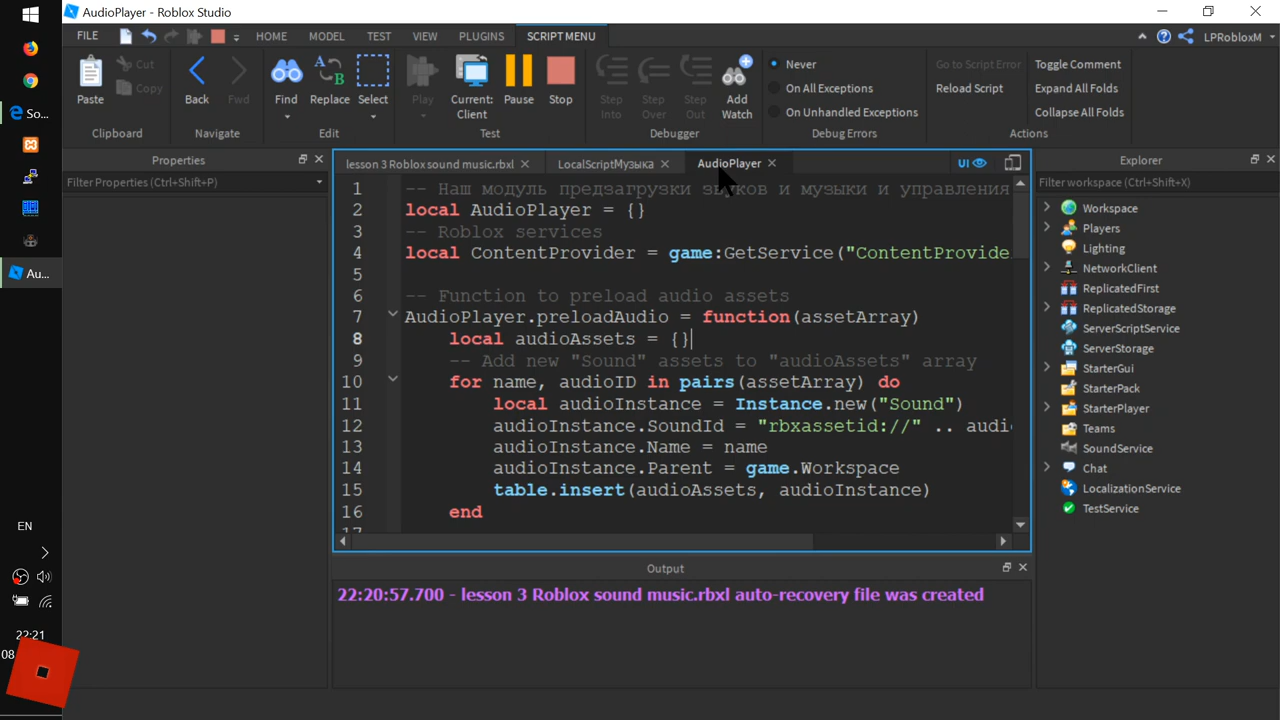 AudioPlayer - Roblox Studio
FILE
HOME
MODEL
TEST
VIEW
PLUGINS
SCRIPT MENU
LPRobloxM
Paste
Cut
Copy
Clipboard
Back
Fwd
Navigate
Find
Replace
Select
Edit
Play
Current:
Client
Pause
Stop
Test
Step
Into
Step
Over
Step
Out
Add
Watch
Debugger
Never
On All Exceptions
On Unhandled Exceptions
Debug Errors
Go to Script Error
Reload Script
Toggle Comment
Expand All Folds
Collapse All Folds
Actions
So...
Au...
EN
22:21
08
Properties
Filter Properties (Ctrl+Shift+P)
lesson 3 Roblox sound music.rbxl
LocalScriptМузыка
AudioPlayer
UI
1 -- Наш модуль предзагрузки звуков и музыки и управления
2 local AudioPlayer = {}
3 -- Roblox services
4 local ContentProvider = game:GetService("ContentProvide
5
6 -- Function to preload audio assets
7 AudioPlayer.preloadAudio = function(assetArray)
8 local audioAssets = {}
9 -- Add new "Sound" assets to "audioAssets" array
10 for name, audioID in pairs(assetArray) do
11 local audioInstance = Instance.new("Sound")
12 audioInstance.SoundId = "rbxassetid://" .. audi
13 audioInstance.Name = name
14 audioInstance.Parent = game.Workspace
15 table.insert(audioAssets, audioInstance)
16 end
17
Output
22:20:57.700 - lesson 3 Roblox sound music.rbxl auto-recovery file was created
Explorer
Filter workspace (Ctrl+Shift+X)
Workspace
Players
Lighting
NetworkClient
ReplicatedFirst
ReplicatedStorage
ServerScriptService
ServerStorage
StarterGui
StarterPack
StarterPlayer
Teams
SoundService
Chat
LocalizationService
TestService